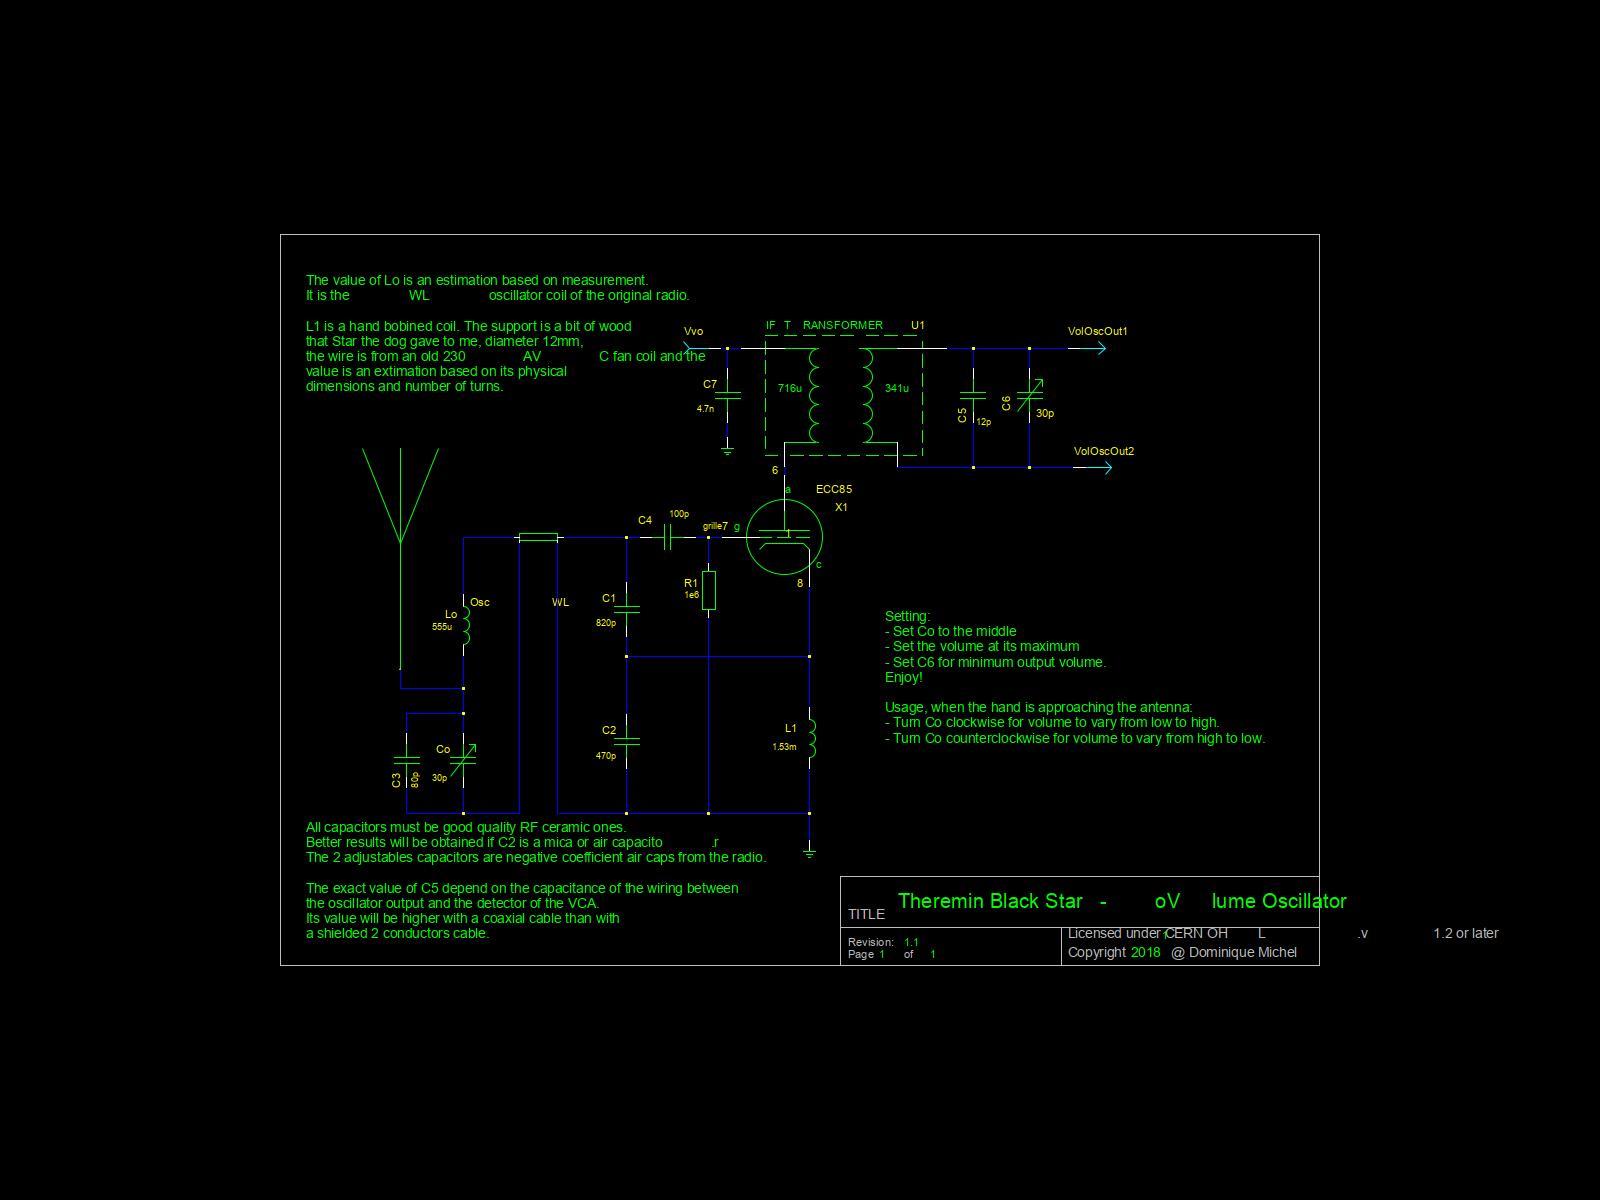 The value of Lo is an estimation based on measurement.
It is the WL oscillator coil of the original radio.
L1 is a hand bobined coil. The support is a bit of wood
that Star the dog gave to me, diameter 12mm,
the wire is from an old 230 AV C fan coil and the
value is an extimation based on its physical
dimensions and number of turns.
Vvo
IF T RANSFORMER
U1
VolOscOut1
C7
4.7n
716u
341u
C5
12p
C6
30p
VolOscOut2
6
a
ECC85
X1
C4
100p
grille7
g
1
c
8
R1
1e6
C1
820p
Lo
Osc
555u
WL
C2
470p
L1
1.53m
C3
80p
Co
30p
Setting:
- Set Co to the middle
- Set the volume at its maximum
- Set C6 for minimum output volume.
Enjoy!
Usage, when the hand is approaching the antenna:
- Turn Co clockwise for volume to vary from low to high.
- Turn Co counterclockwise for volume to vary from high to low.
All capacitors must be good quality RF ceramic ones.
Better results will be obtained if C2 is a mica or air capacito .r
The 2 adjustables capacitors are negative coefficient air caps from the radio.
The exact value of C5 depend on the capacitance of the wiring between
the oscillator output and the detector of the VCA.
Its value will be higher with a coaxial cable than with
a shielded 2 conductors cable.
TITLE
Theremin Black Star - oV lume Oscillator
Revision: 1.1
Page 1 of 1
Licensed under CERN OH L .v 1.2 or later
Copyright 2018 @ Dominique Michel